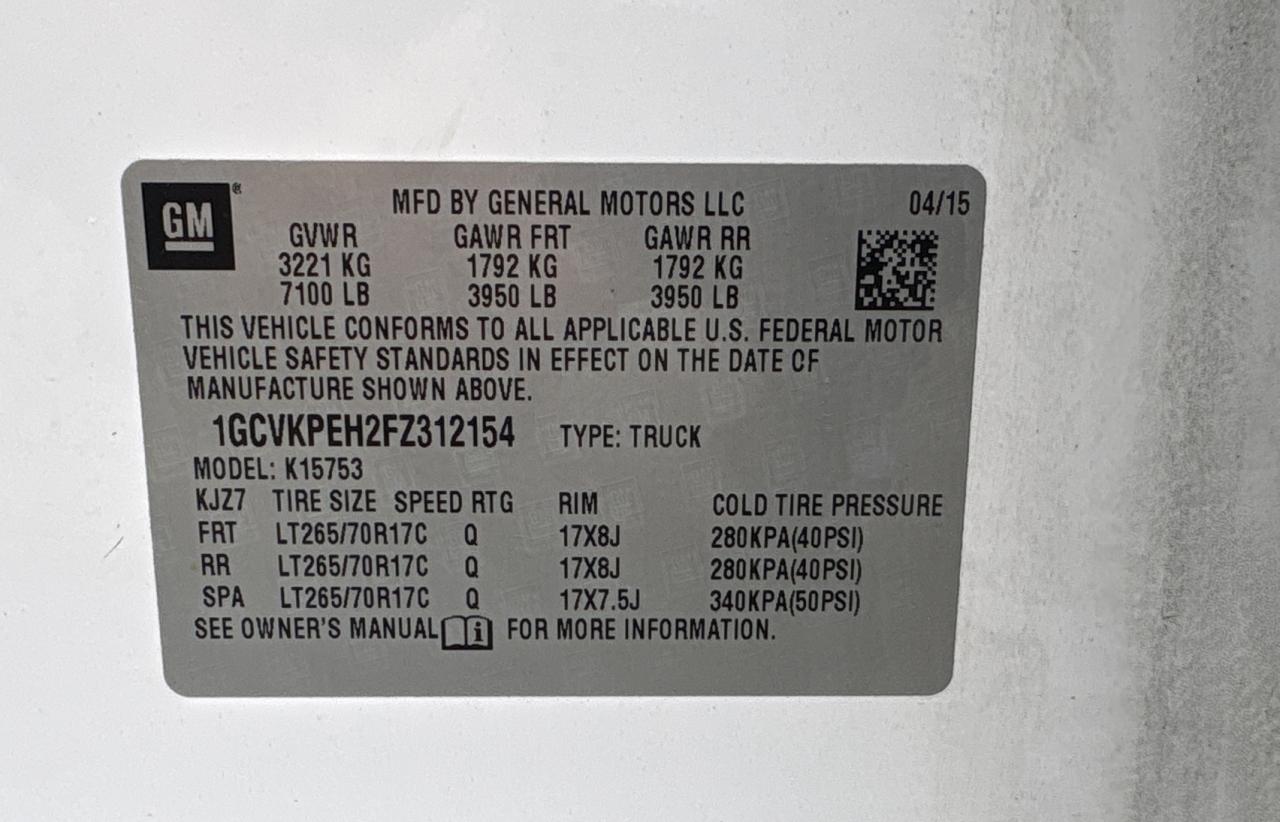 GM®
MFD BY GENERAL MOTORS LLC 04/15
GVWR GAWR FRT GAWR RR
3221 KG 1792 KG 1792 KG
7100 LB 3950 LB 3950 LB
THIS VEHICLE CONFORMS TO ALL APPLICABLE U.S. FEDERAL MOTOR
VEHICLE SAFETY STANDARDS IN EFFECT ON THE DATE OF
MANUFACTURE SHOWN ABOVE.
1GCVKPEH2FZ312154 TYPE: TRUCK
MODEL: K15753
KJZ7 TIRE SIZE SPEED RTG RIM COLD TIRE PRESSURE
FRT LT265/70R17C Q 17X8J 280KPA(40PSI)
RR LT265/70R17C Q 17X8J 280KPA(40PSI)
SPA LT265/70R17C Q 17X7.5J 340KPA(50PSI)
SEE OWNER'S MANUAL i FOR MORE INFORMATION.